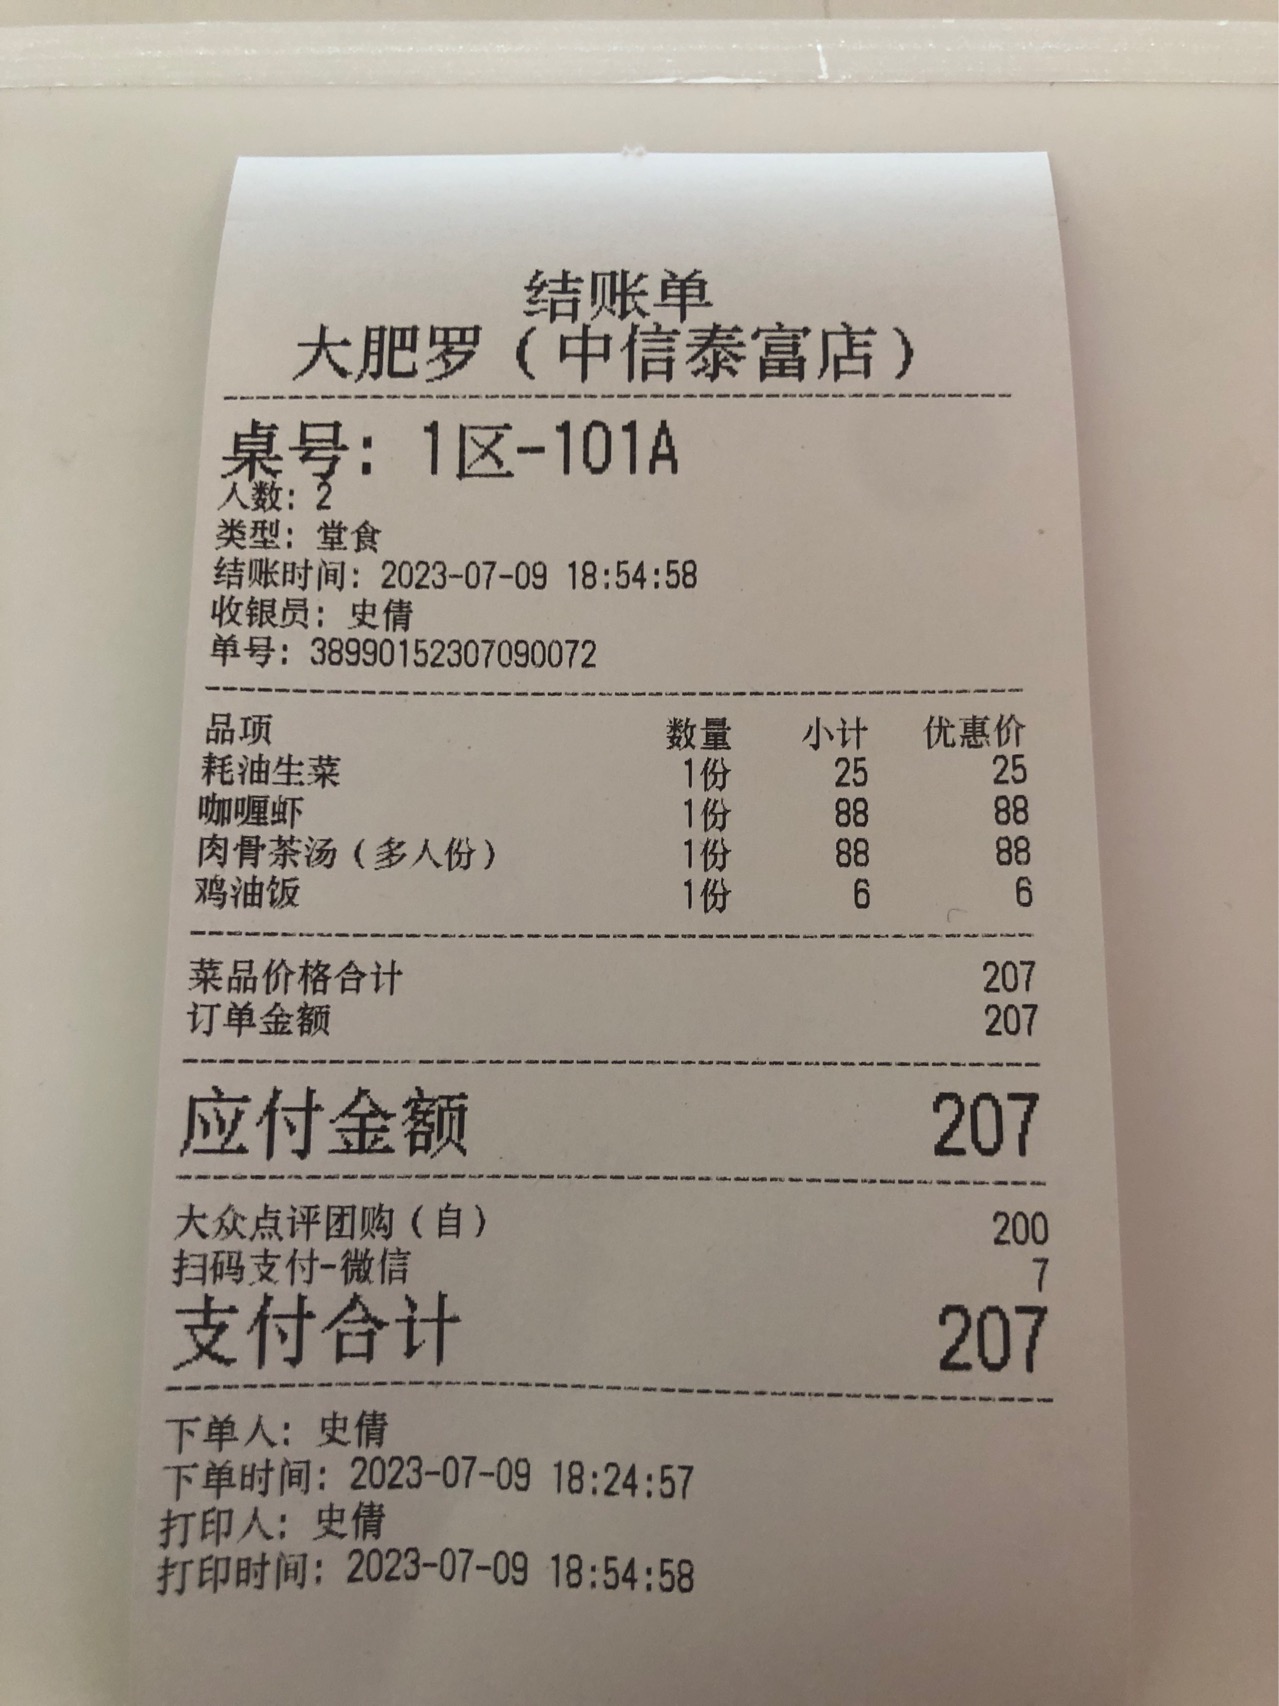 结账单
大肥罗（中信泰富店）
桌号：1区-101A
人数：2
类型：堂食
结账时间：2023-07-09 18:54:58
收银员：史倩
单号：38990152307090072
品项 数量 小计 优惠价
耗油生菜 1份 25 25
咖喱虾 1份 88 88
肉骨茶汤（多人份） 1份 88 88
鸡油饭 1份 6 6
菜品价格合计 207
订单金额 207
应付金额 207
大众点评团购（自） 200
扫码支付-微信 7
支付合计 207
下单人：史倩
下单时间：2023-07-09 18:24:57
打印人：史倩
打印时间：2023-07-09 18:54:58